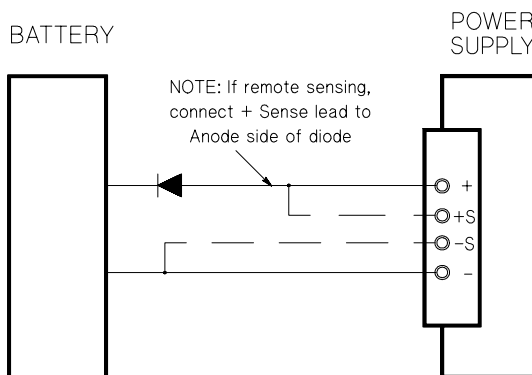 BATTERY
POWER
SUPPLY
NOTE: If remote sensing,
connect + Sense lead to
Anode side of diode
+
+S
-S
-